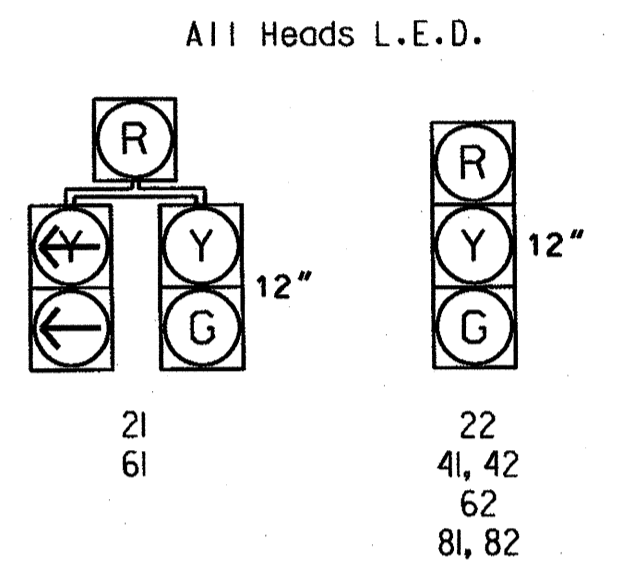 All Heads L.E.D.
R
Y Y 12"
G
21
61
R
Y 12"
G
22
41, 42
62
81, 82